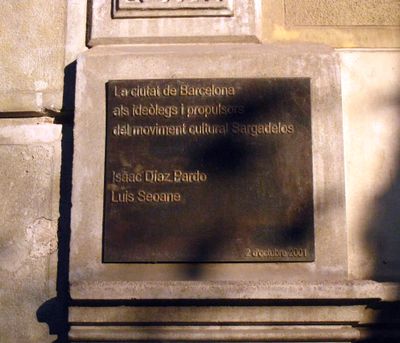 La ciutat de Barcelona
als ideòlegs i propulsors
del moviment cultural Sargadelos
Isaac Díaz Pardo
Luis Seoane
2 d'octubre 2001